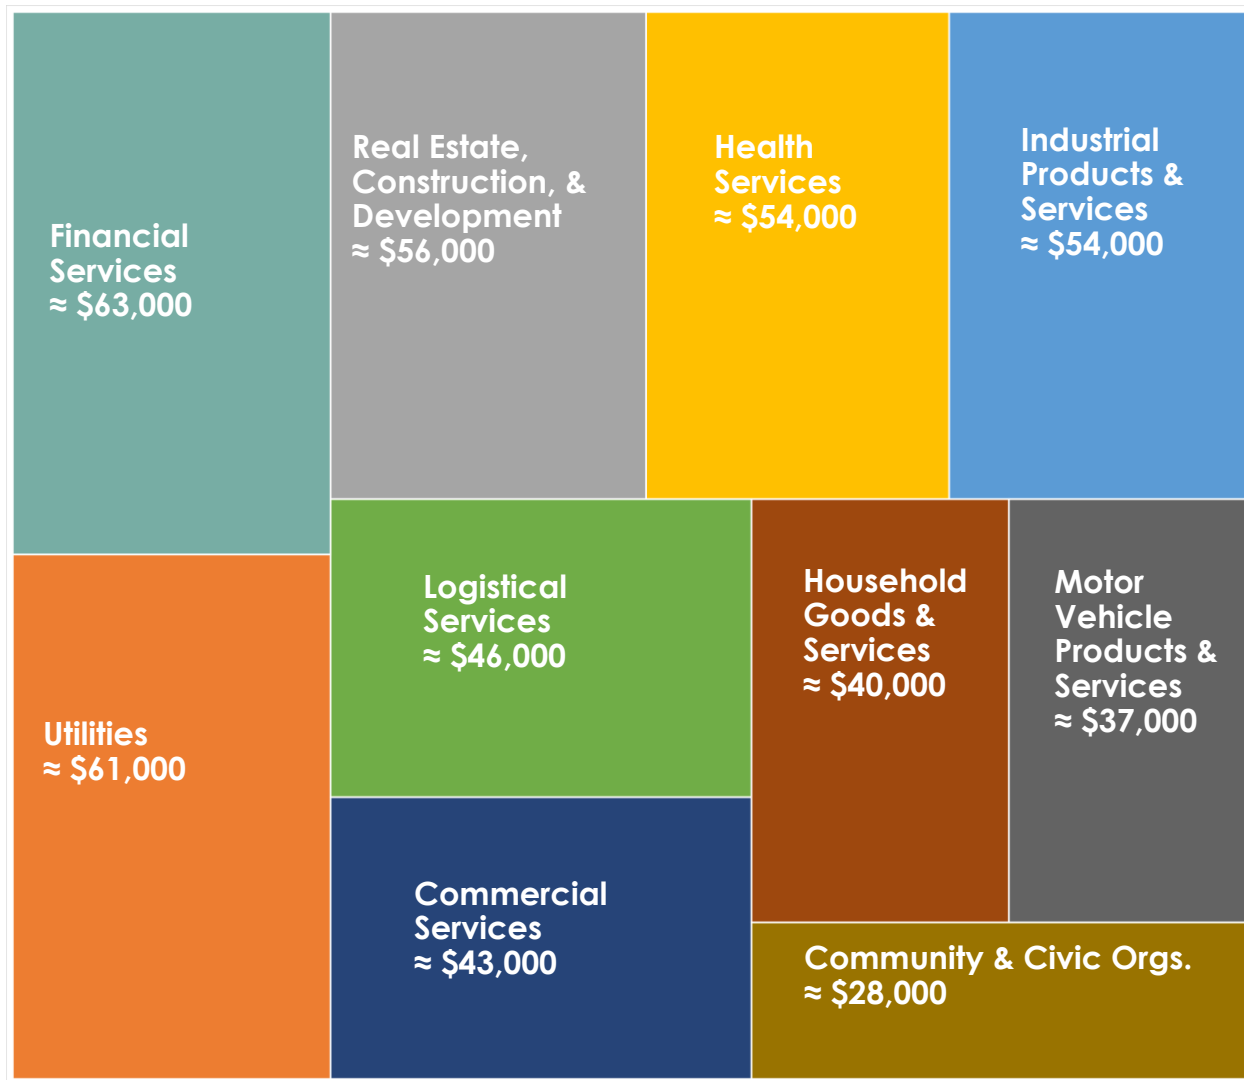 Financial
Services
≈ $63,000
Real Estate,
Construction, &
Development
≈ $56,000
Health
Services
≈ $54,000
Industrial
Products &
Services
≈ $54,000
Utilities
≈ $61,000
Logistical
Services
≈ $46,000
Household
Goods &
Services
≈ $40,000
Motor
Vehicle
Products &
Services
≈ $37,000
Commercial
Services
≈ $43,000
Community & Civic Orgs.
≈ $28,000